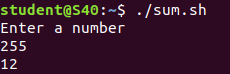 student@S40:~$ ./sum.sh
Enter a number
255
12